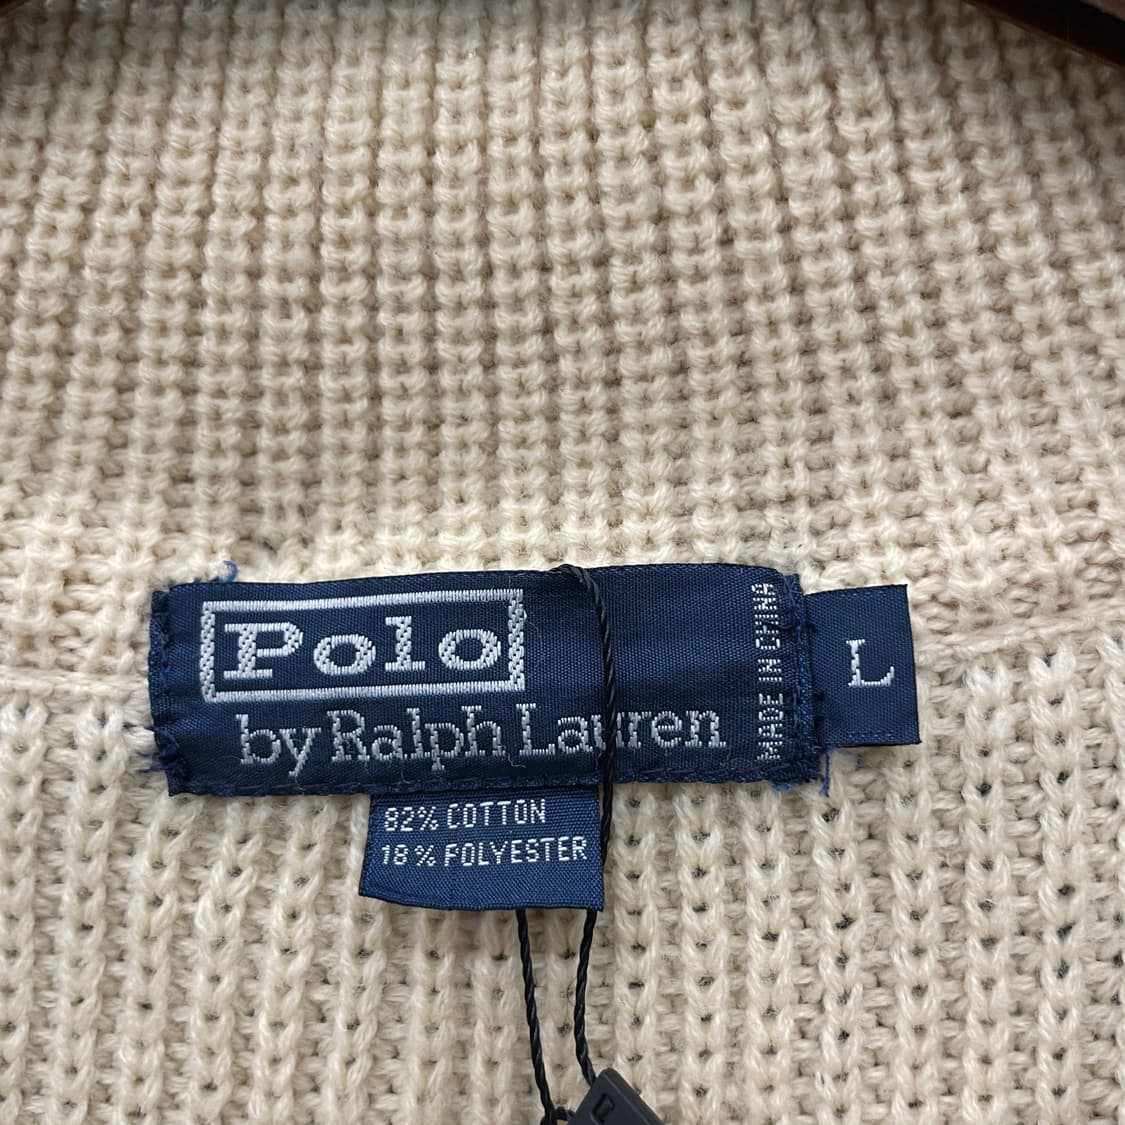 Polo
by Ralph Lauren
MADE IN CHINA
L
82% COTTON
18% POLYESTER